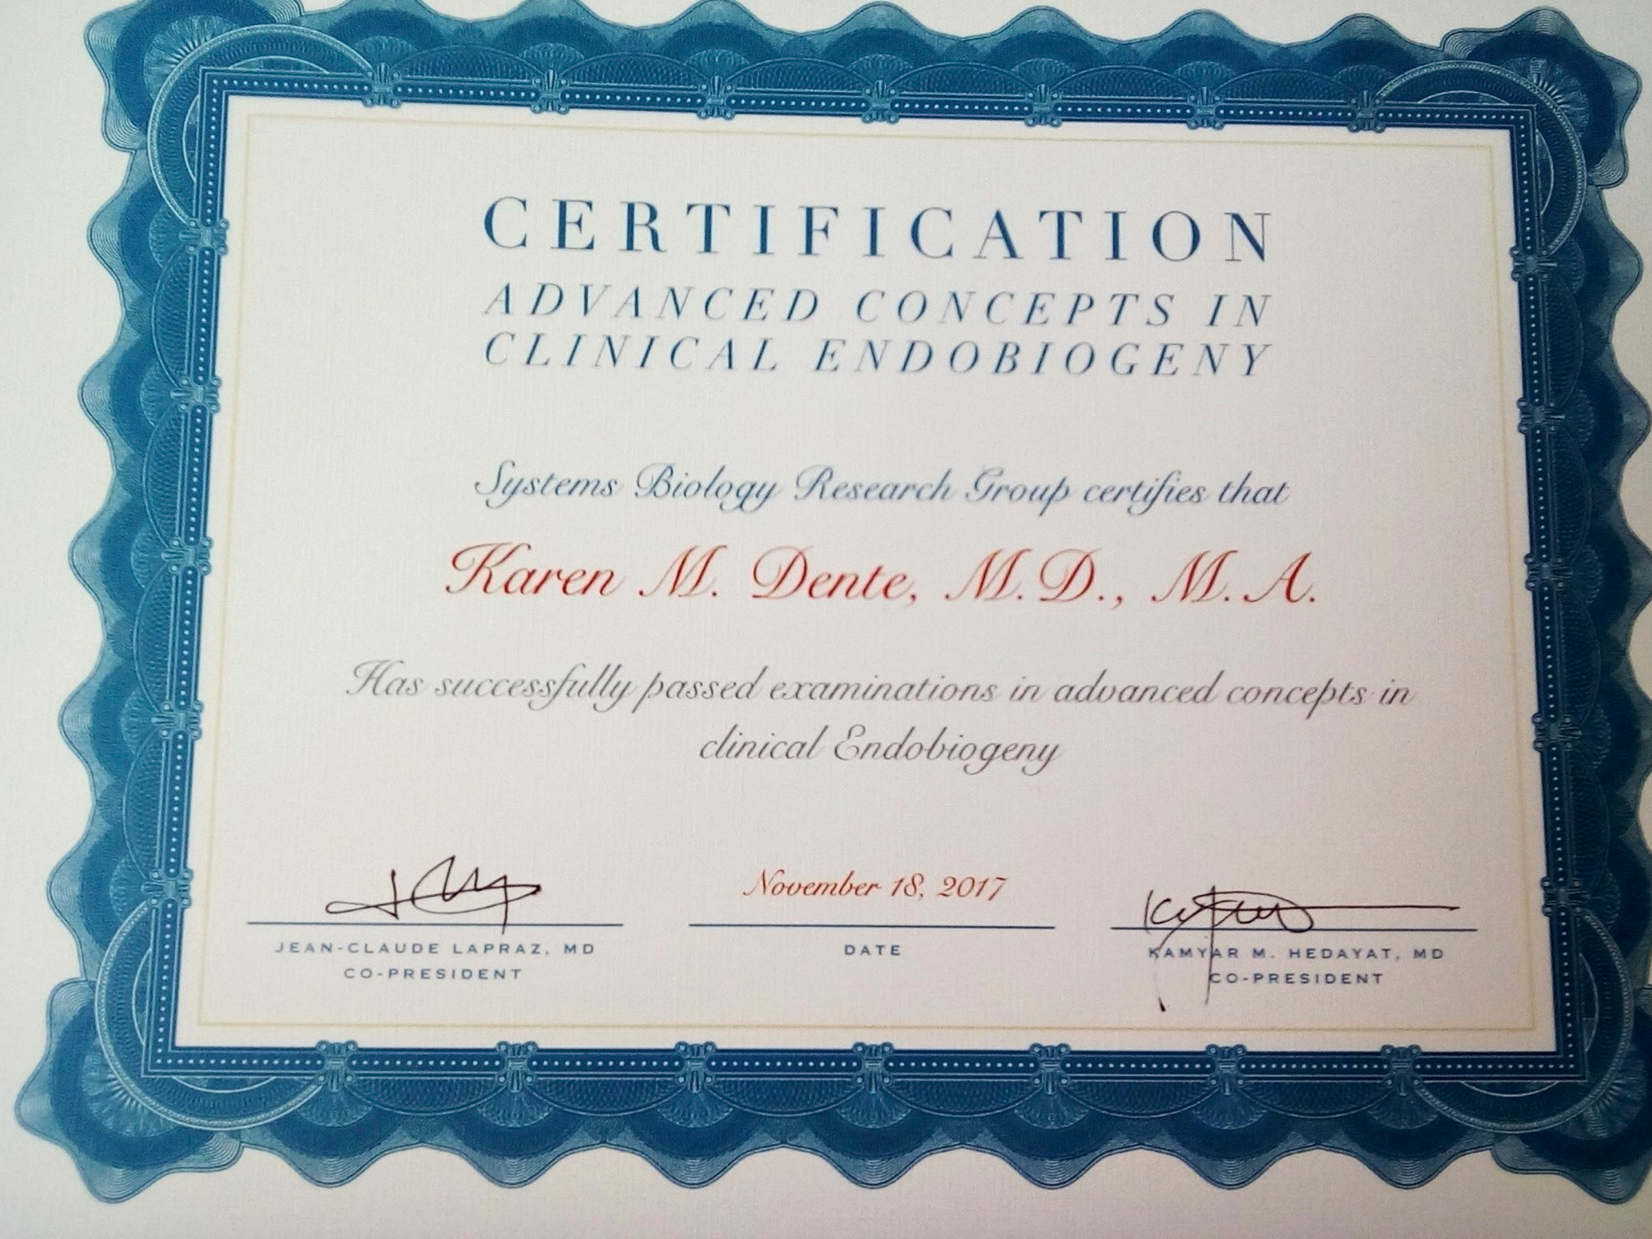 CERTIFICATION
ADVANCED CONCEPTS IN
CLINICAL ENDOBIOGENY
Systems Biology Research Group certifies that
Karen M. Dente, M.D., M.A.
Has successfully passed examinations in advanced concepts in
clinical Endobiogeny
November 18, 2017
JEAN-CLAUDE LAPRAZ, MD
CO-PRESIDENT
DATE
KAMYAR M. HEDAYAT, MD
CO-PRESIDENT